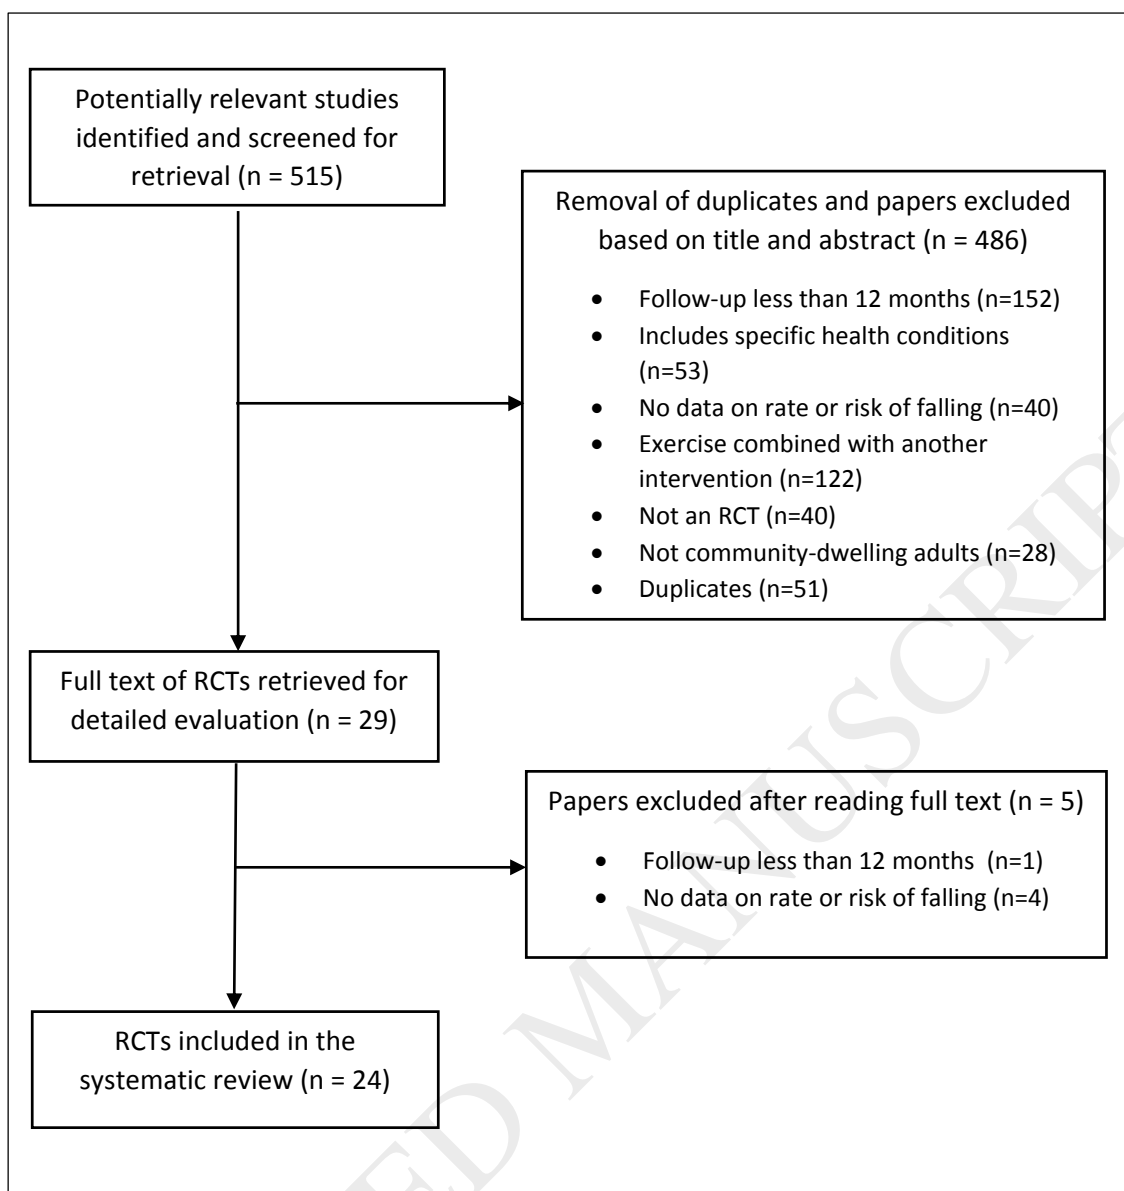 Potentially relevant studies
identified and screened for
retrieval (n = 515)
Removal of duplicates and papers excluded
based on title and abstract (n = 486)
• Follow-up less than 12 months (n=152)
• Includes specific health conditions
(n=53)
• No data on rate or risk of falling (n=40)
• Exercise combined with another
intervention (n=122)
• Not an RCT (n=40)
• Not community-dwelling adults (n=28)
• Duplicates (n=51)
Full text of RCTs retrieved for
detailed evaluation (n = 29)
Papers excluded after reading full text (n = 5)
• Follow-up less than 12 months (n=1)
• No data on rate or risk of falling (n=4)
RCTs included in the
systematic review (n = 24)
MANUSCRIPT